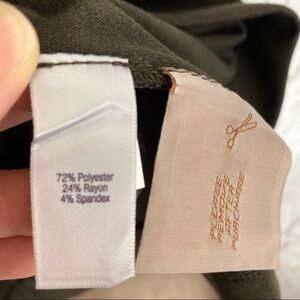 72% Polyester
24% Rayon
4% Spandex
PLEASE
REMOVE
AFTER
PURCHASE